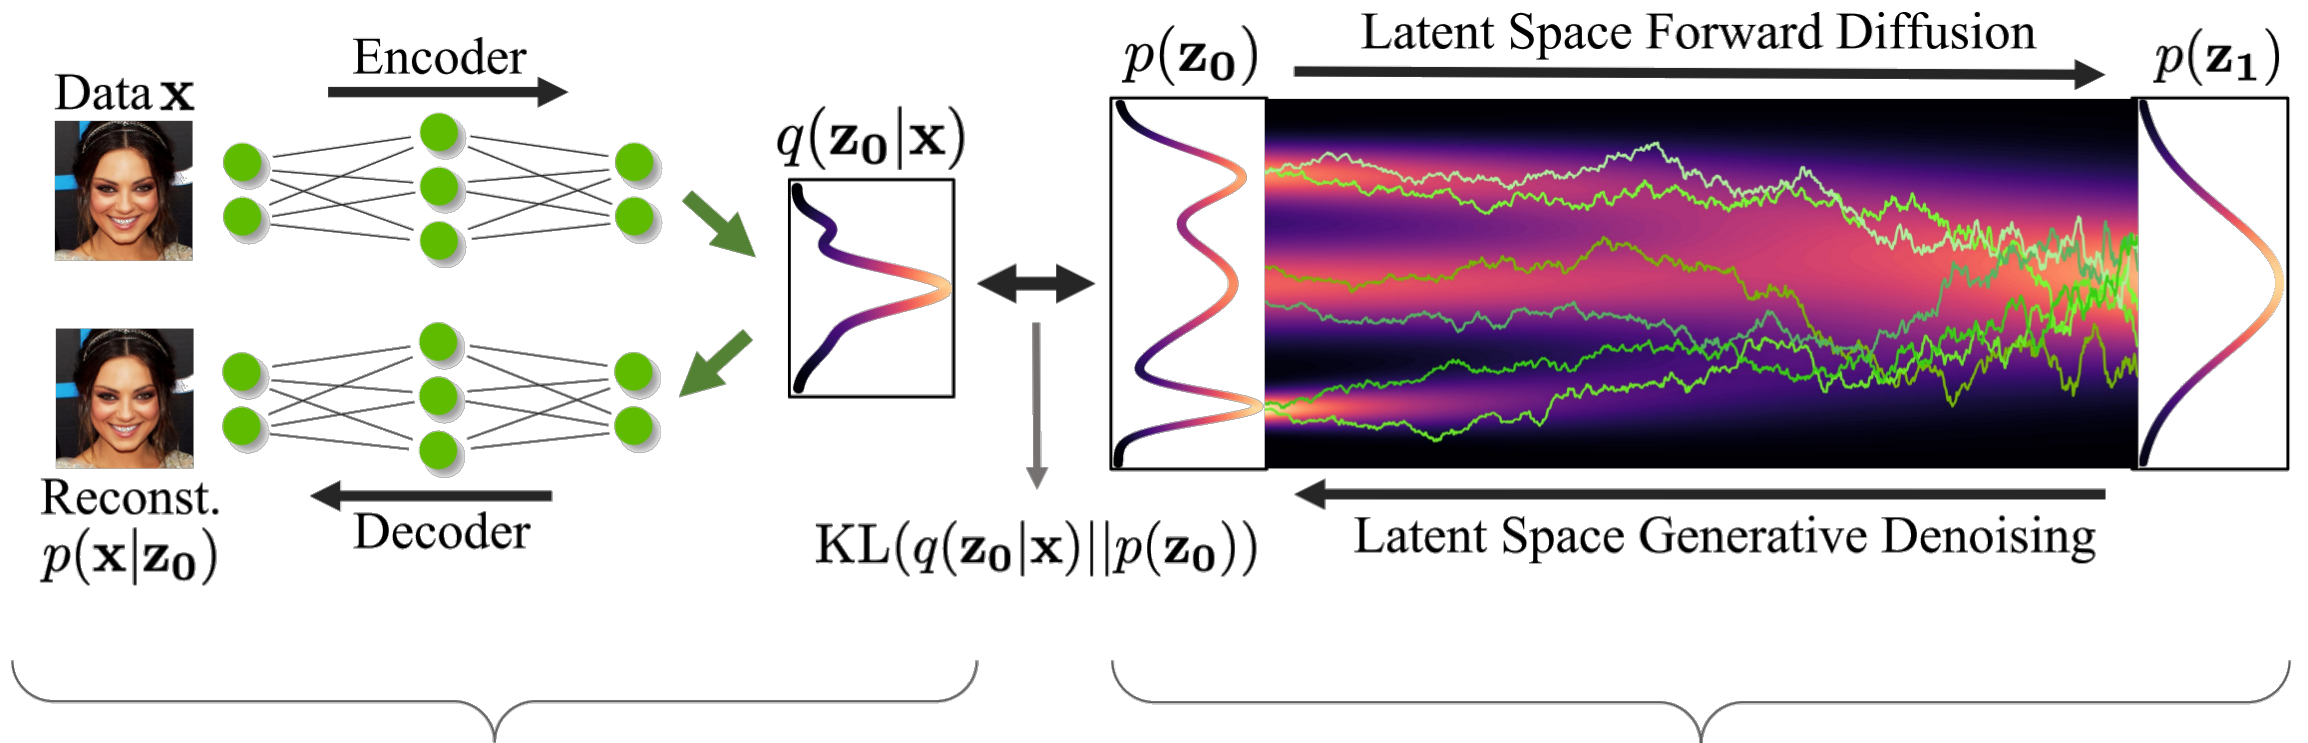 Data x
Encoder
q(z₀|x)
Reconst.
p(x|z₀)
Decoder
KL(q(z₀|x)||p(z₀))
p(z₀)
Latent Space Forward Diffusion
p(z₁)
Latent Space Generative Denoising